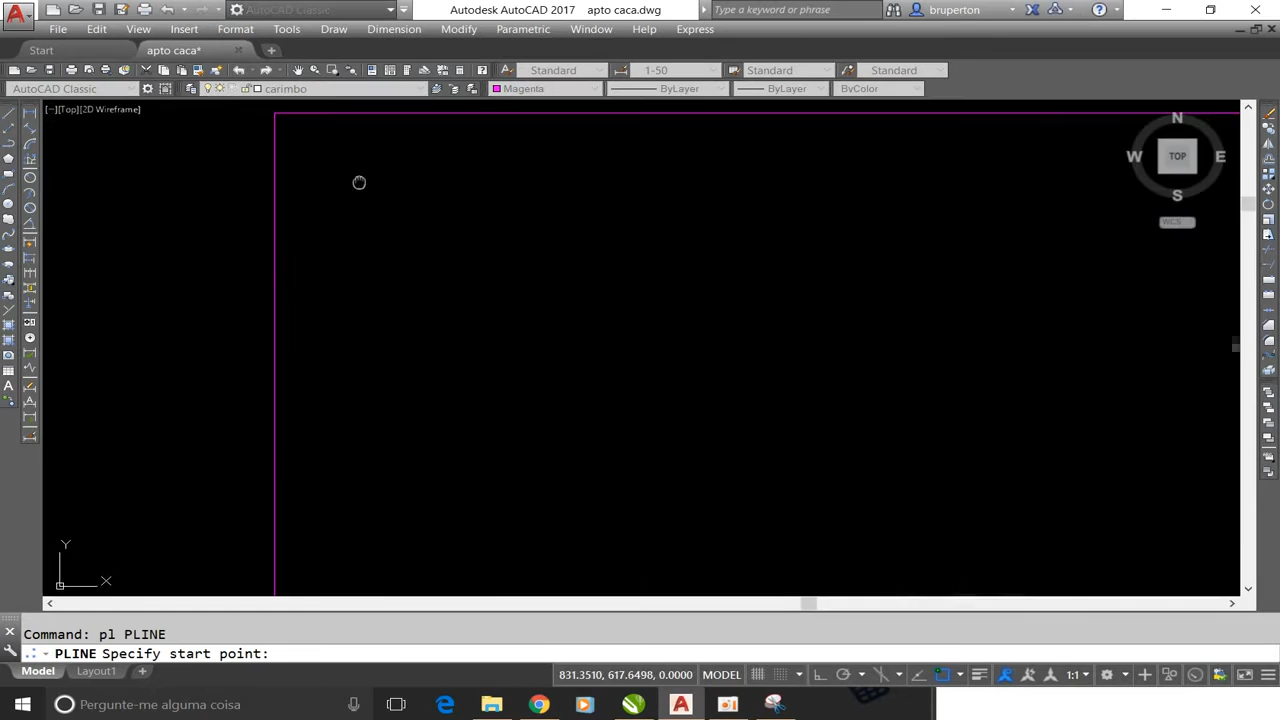 AutoCAD Classic
Autodesk AutoCAD 2017 apto caca.dwg
Type a keyword or phrase
bruperton
File Edit View Insert Format Tools Draw Dimension Modify Parametric Window Help Express
Start
apto caca*
Standard
1-50
Standard
Standard
AutoCAD Classic
carimbo
Magenta
ByLayer
ByLayer
ByColor
[−][Top][2D Wireframe]
N
W TOP E
S
WCS
Y
X
Command: pl PLINE
PLINE Specify start point:
Model Layout1
831.3510, 617.6498, 0.0000 MODEL
1:1
Pergunte-me alguma coisa